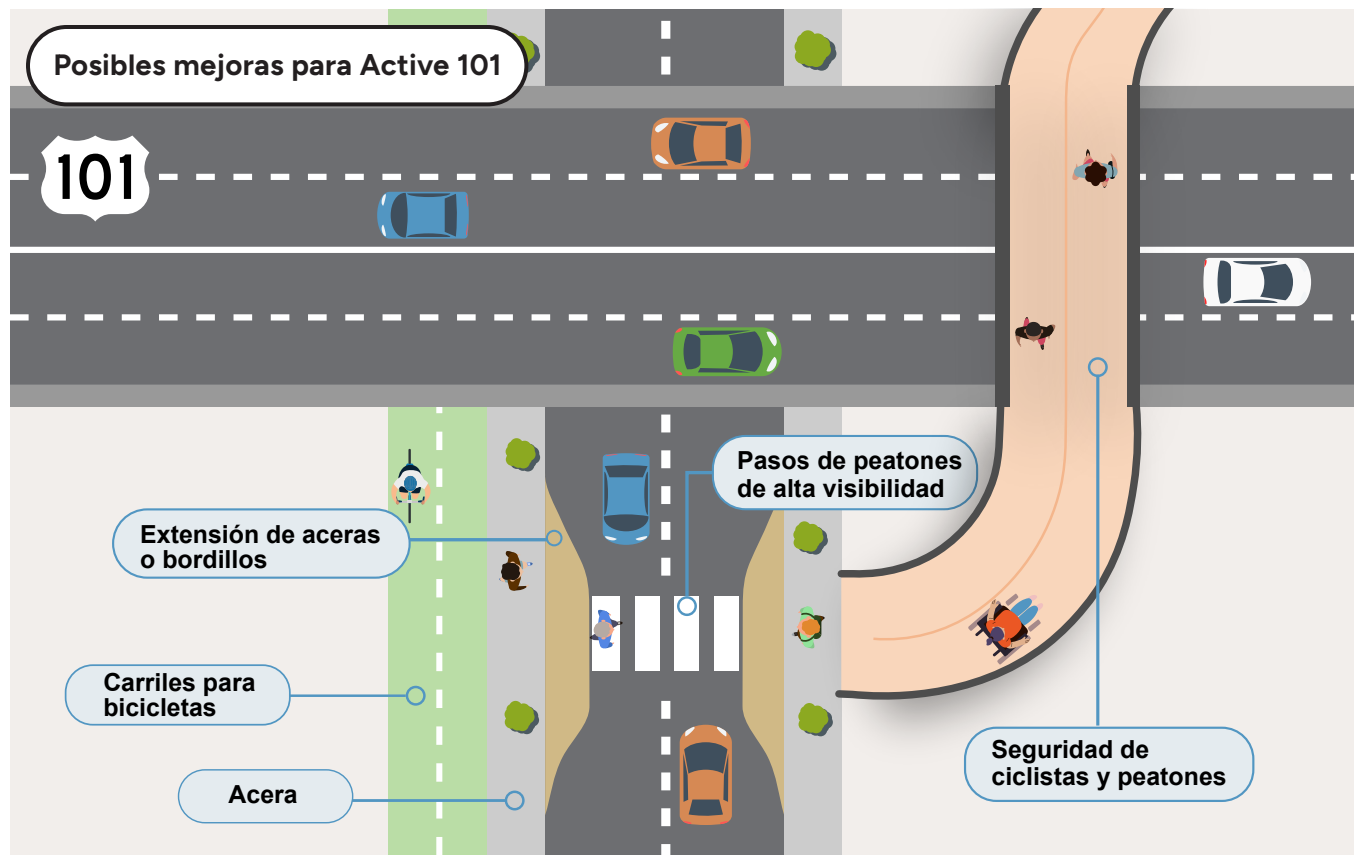 Posibles mejoras para Active 101
101
Pasos de peatones
de alta visibilidad
Extensión de aceras
o bordillos
Carriles para
bicicletas
Seguridad de
ciclistas y peatones
Acera